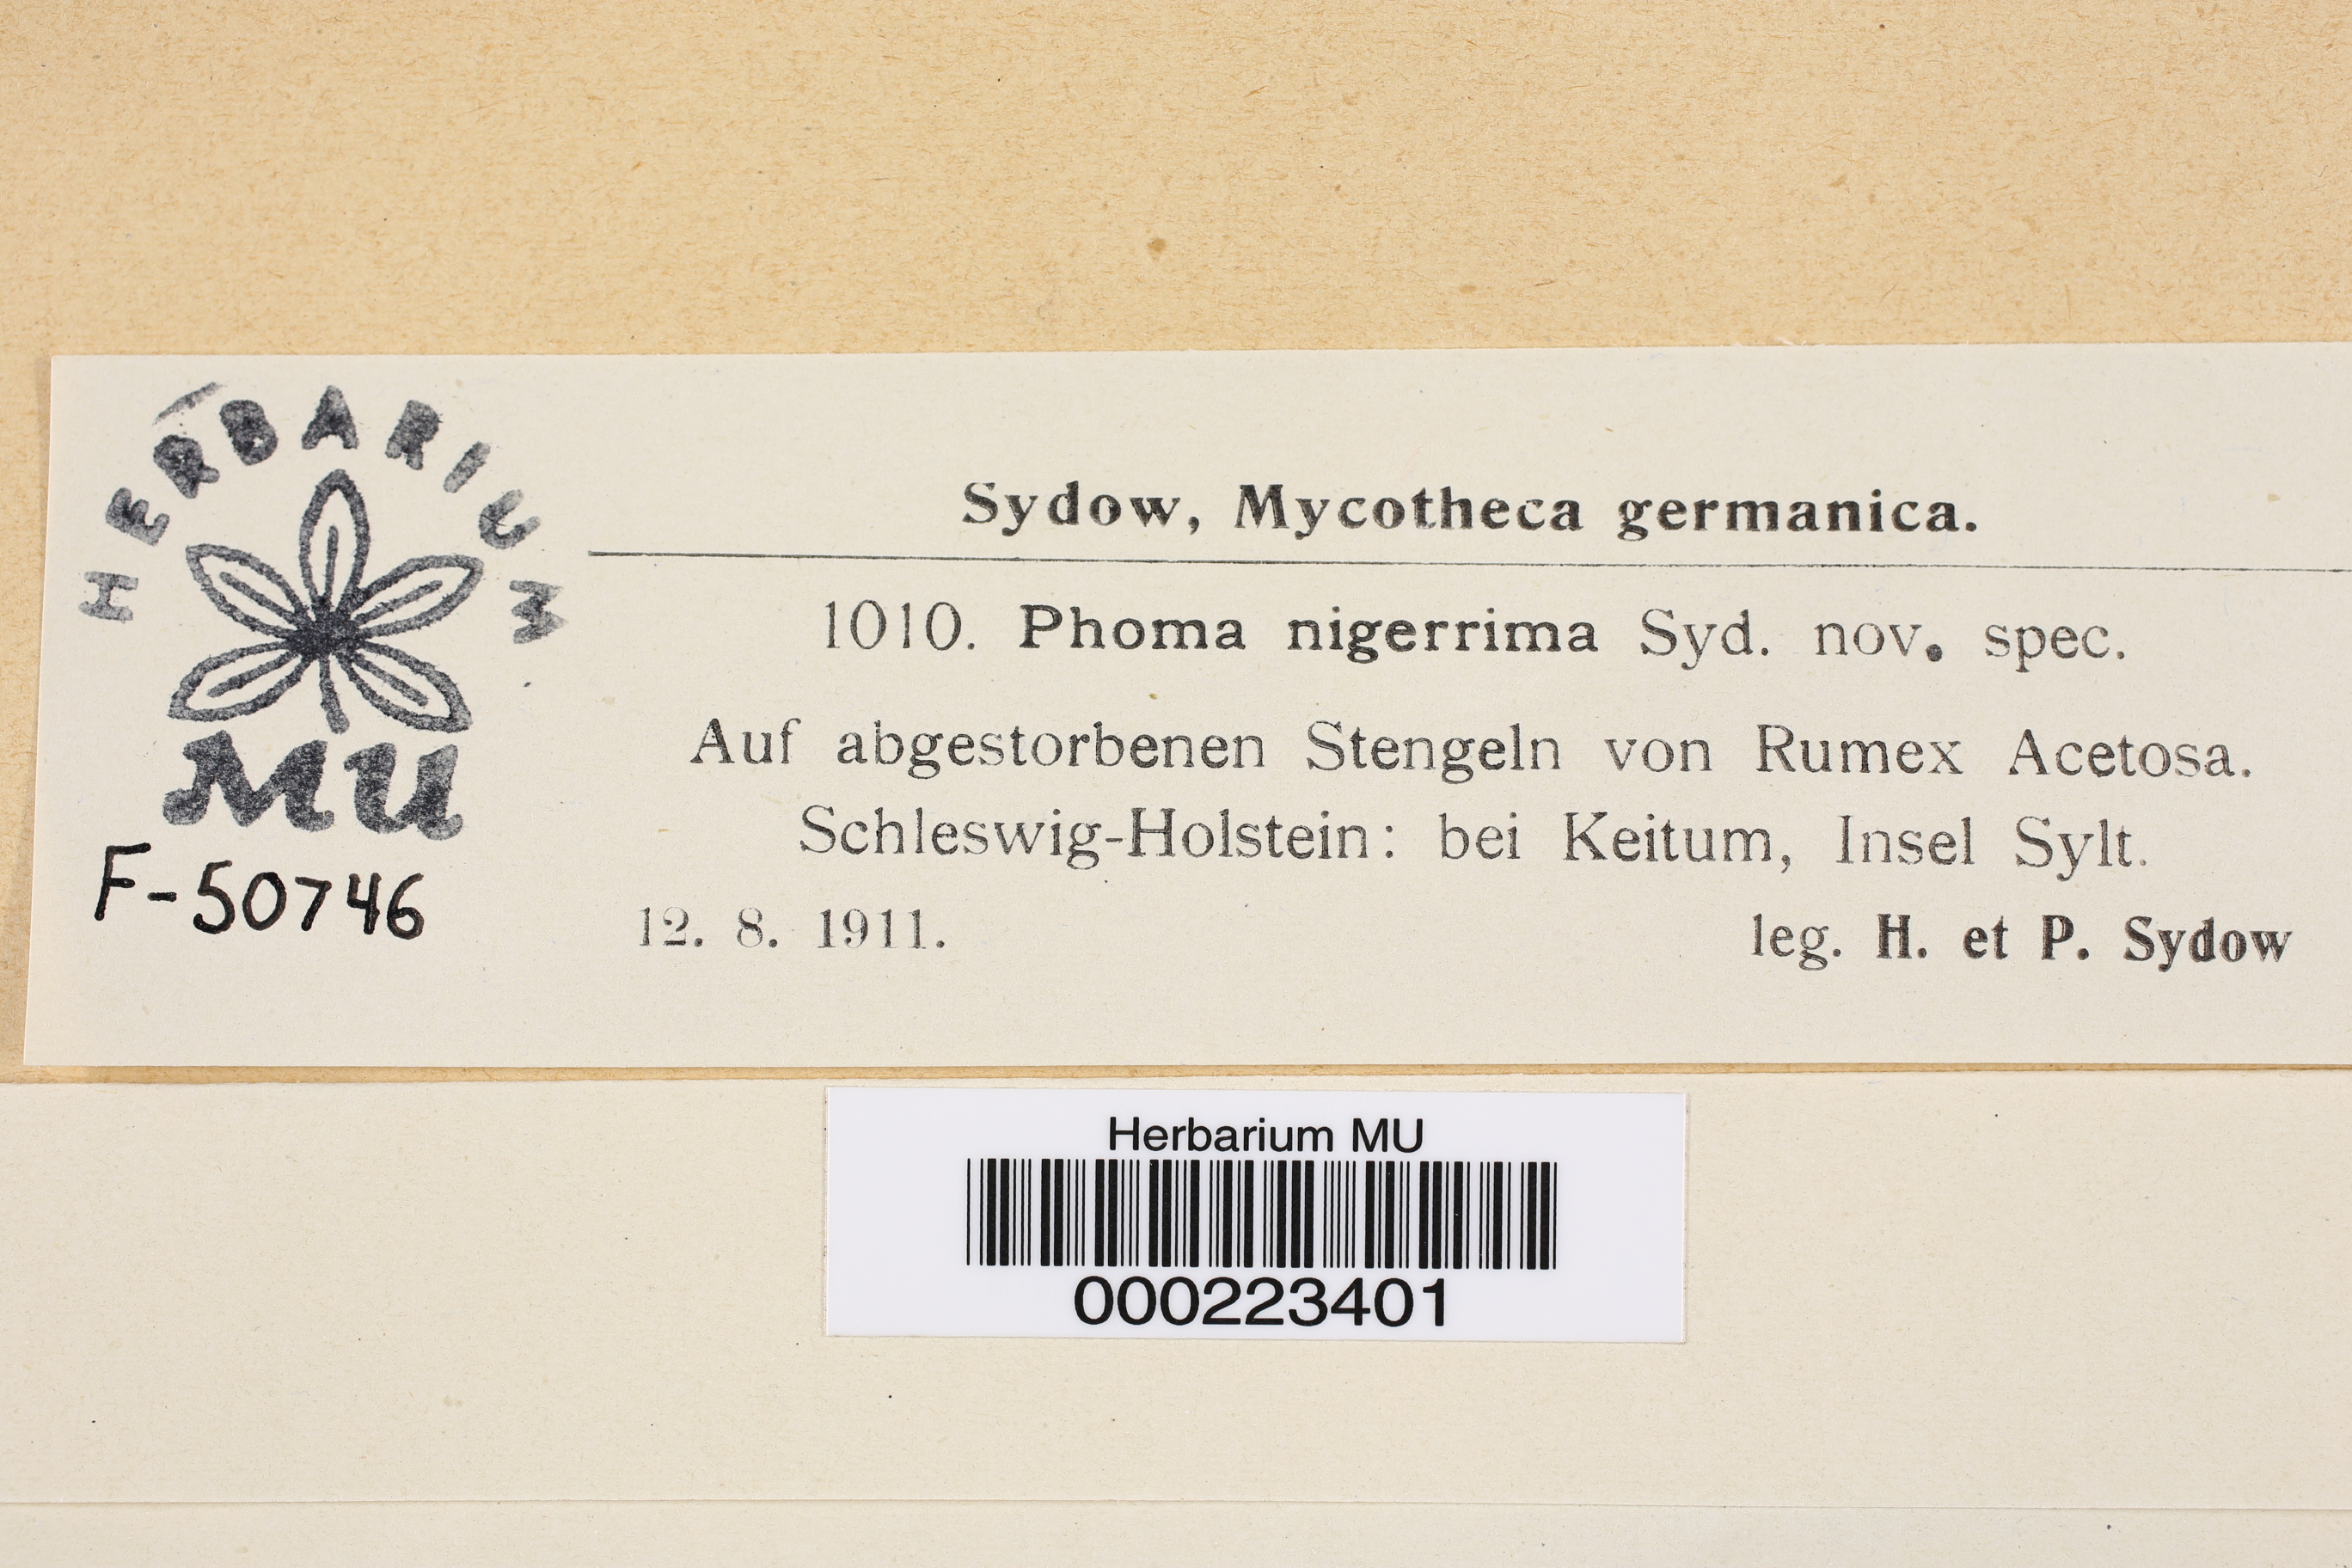 HERBARIUM
MU
F-50746
Sydow, Mycotheca germanica.
1010. Phoma nigerrima Syd. nov. spec.
Auf abgestorbenen Stengeln von Rumex Acetosa.
Schleswig-Holstein: bei Keitum, Insel Sylt.
12. 8. 1911. leg. H. et P. Sydow
Herbarium MU
000223401